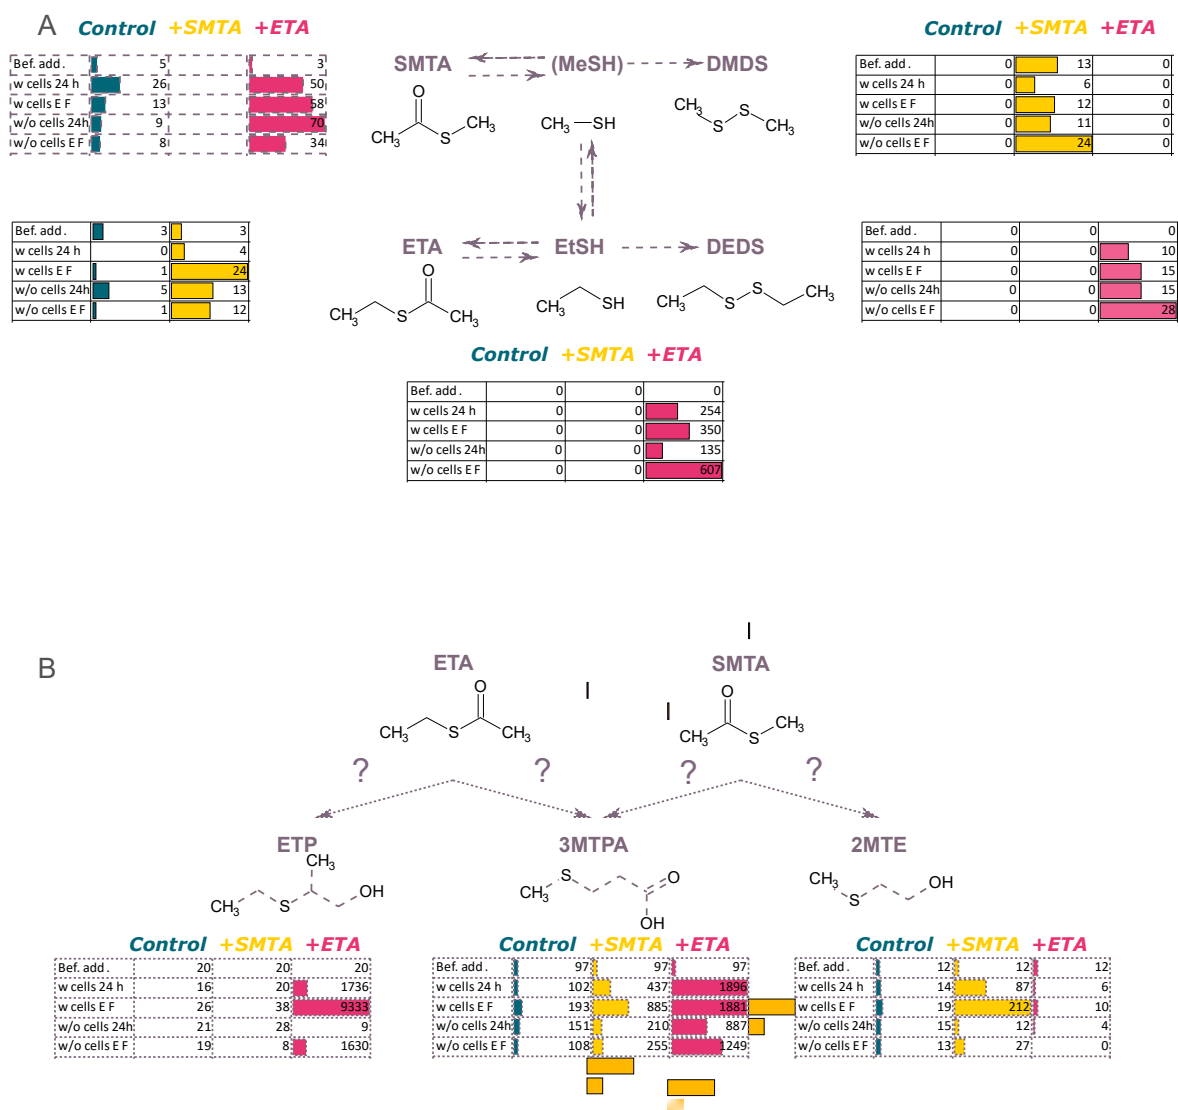 A
Control +SMTA +ETA
Bef. add. 5 3
w cells 24 h 26 50
w cells E F 13 58
w/o cells 24h 9 70
w/o cells E F 8 34
SMTA (MeSH) DMDS
O
CH3 S CH3
CH3 SH
CH3 S S CH3
Control +SMTA +ETA
Bef. add. 0 13 0
w cells 24 h 0 6 0
w cells E F 0 12 0
w/o cells 24h 0 11 0
w/o cells E F 0 24 0
Bef. add. 3 3
w cells 24 h 0 4
w cells E F 1 24
w/o cells 24h 5 13
w/o cells E F 1 12
ETA EtSH DEDS
O
CH3 S CH3
CH3 SH
CH3 S S CH3
Bef. add. 0 0 0
w cells 24 h 0 0 10
w cells E F 0 0 15
w/o cells 24h 0 0 15
w/o cells E F 0 0 28
Control +SMTA +ETA
Bef. add. 0 0 0
w cells 24 h 0 0 254
w cells E F 0 0 350
w/o cells 24h 0 0 135
w/o cells E F 0 0 607
B
ETA SMTA
O
CH3 S CH3
O
CH3 S CH3
? ? ? ?
ETP 3MTPA 2MTE
CH3
CH3 S OH
S O
CH3
OH
CH3 S OH
Control +SMTA +ETA
Bef. add. 20 20 20
w cells 24 h 16 20 1736
w cells E F 26 38 9333
w/o cells 24h 21 28 9
w/o cells E F 19 8 1630
Control +SMTA +ETA
Bef. add. 97 97 97
w cells 24 h 102 437 1896
w cells E F 193 885 1881
w/o cells 24h 151 210 887
w/o cells E F 108 255 1249
Control +SMTA +ETA
Bef. add. 12 12 12
w cells 24 h 14 87 6
w cells E F 19 212 10
w/o cells 24h 15 12 4
w/o cells E F 13 27 0